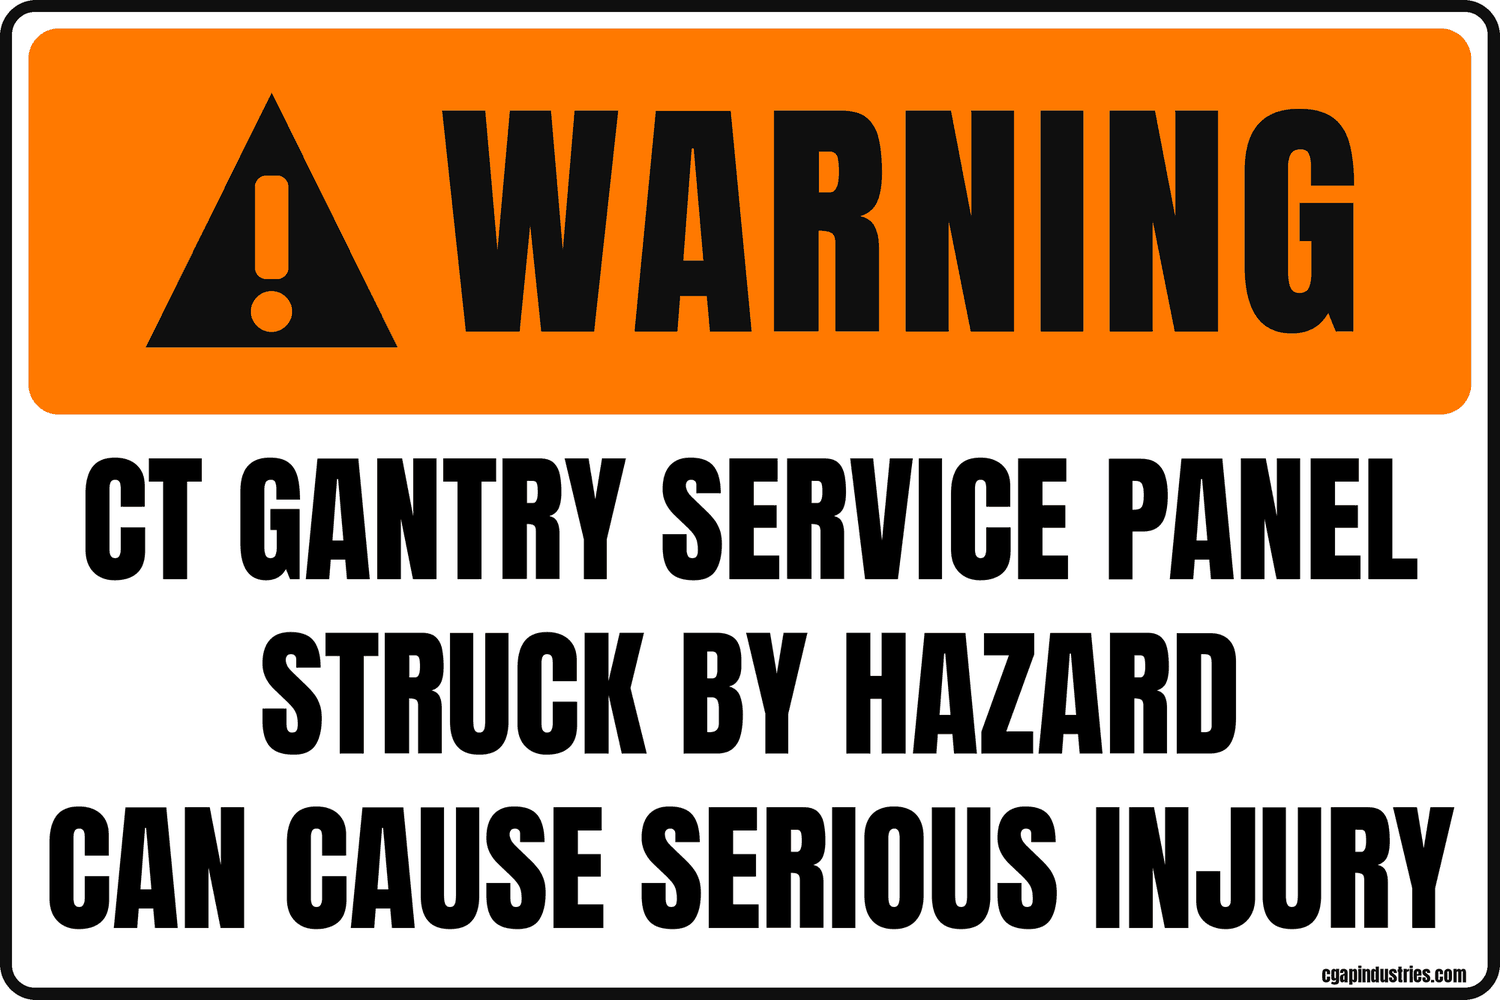 WARNING
CT GANTRY SERVICE PANEL
STRUCK BY HAZARD
CAN CAUSE SERIOUS INJURY
cgapindustries.com